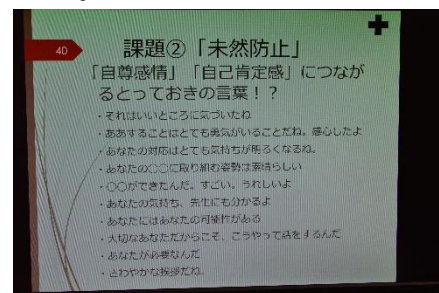 40
課題②「未然防止」
「自尊感情」「自己肯定感」につなが
るとっておきの言葉！？
・それはいいところに気づいたね
・ああすることはとても勇気がいることだね。感心したよ
・あなたの対応はとても気持ちが明るくなるね。
・あなたの○○に取り組む姿勢は素晴らしい
・○○ができたんだ。すごい。うれしいよ
・あなたの気持ち、先生にも分かるよ
・あなたにはあなたの可能性がある
・大切なあなただからこそ、こうやって話をするんだ
・あなたが必要なんだ
・さわやかな挨拶だね。